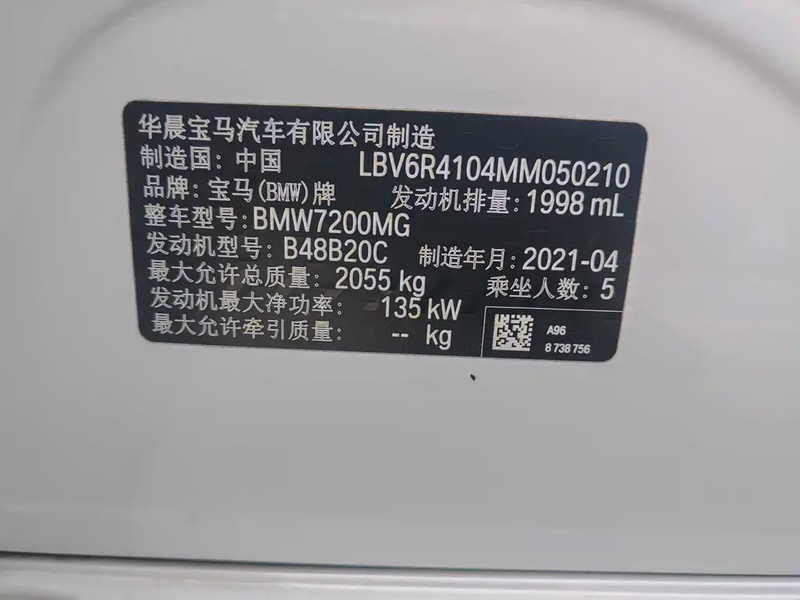 华晨宝马汽车有限公司制造
制造国: 中国 LBV6R4104MM050210
品牌: 宝马(BMW)牌 发动机排量: 1998 mL
整车型号: BMW7200MG
发动机型号: B48B20C 制造年月: 2021-04
最大允许总质量: 2055 kg 乘坐人数: 5
发动机最大净功率: 135 kW
最大允许牵引质量: -- kg
A96
8 738 756